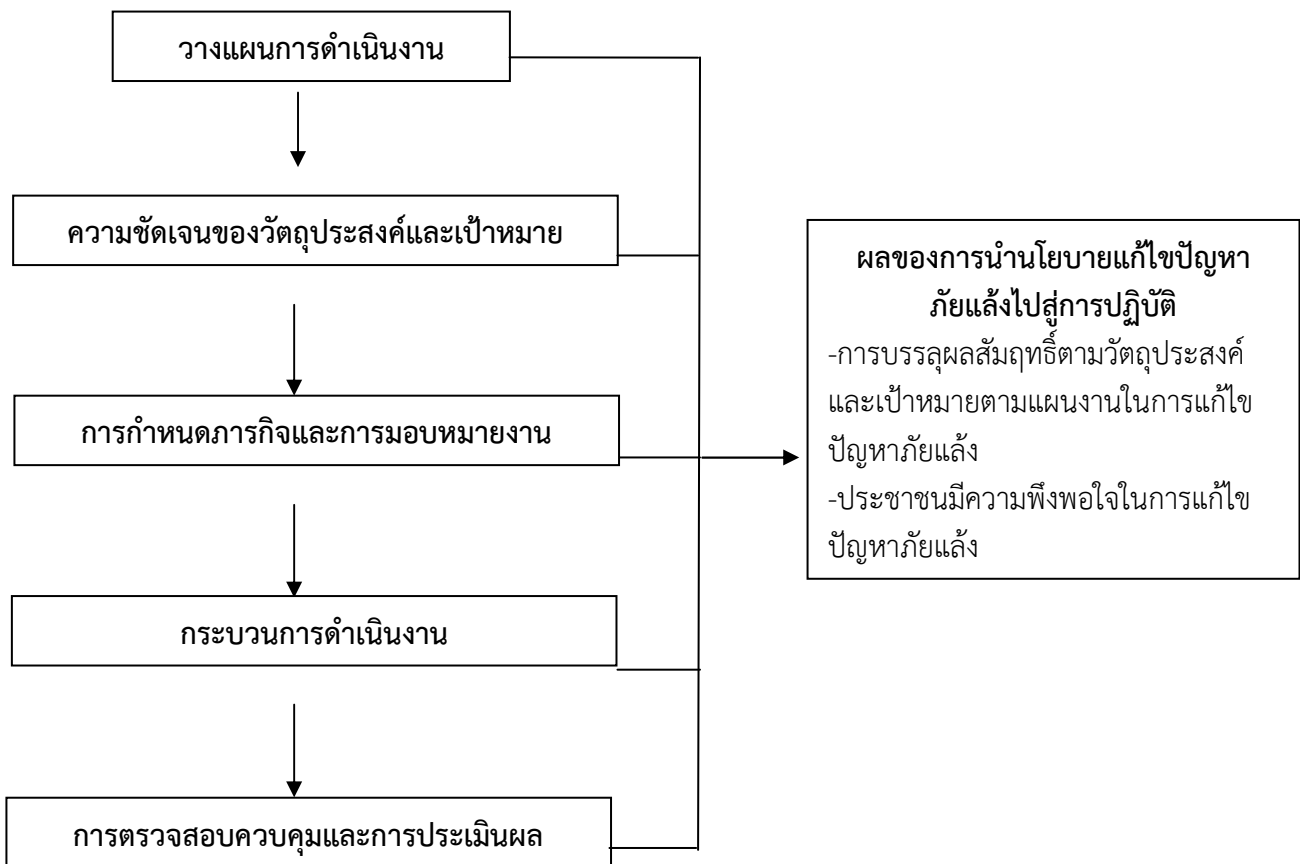 วางแผนการดำเนินงาน
ความชัดเจนของวัตถุประสงค์และเป้าหมาย
การกำหนดภารกิจและการมอบหมายงาน
กระบวนการดำเนินงาน
การตรวจสอบควบคุมและการประเมินผล
ผลของการนำนโยบายแก้ไขปัญหา
ภัยแล้งไปสู่การปฏิบัติ
-การบรรลุผลสัมฤทธิ์ตามวัตถุประสงค์
และเป้าหมายตามแผนงานในการแก้ไข
ปัญหาภัยแล้ง
-ประชาชนมีความพึงพอใจในการแก้ไข
ปัญหาภัยแล้ง